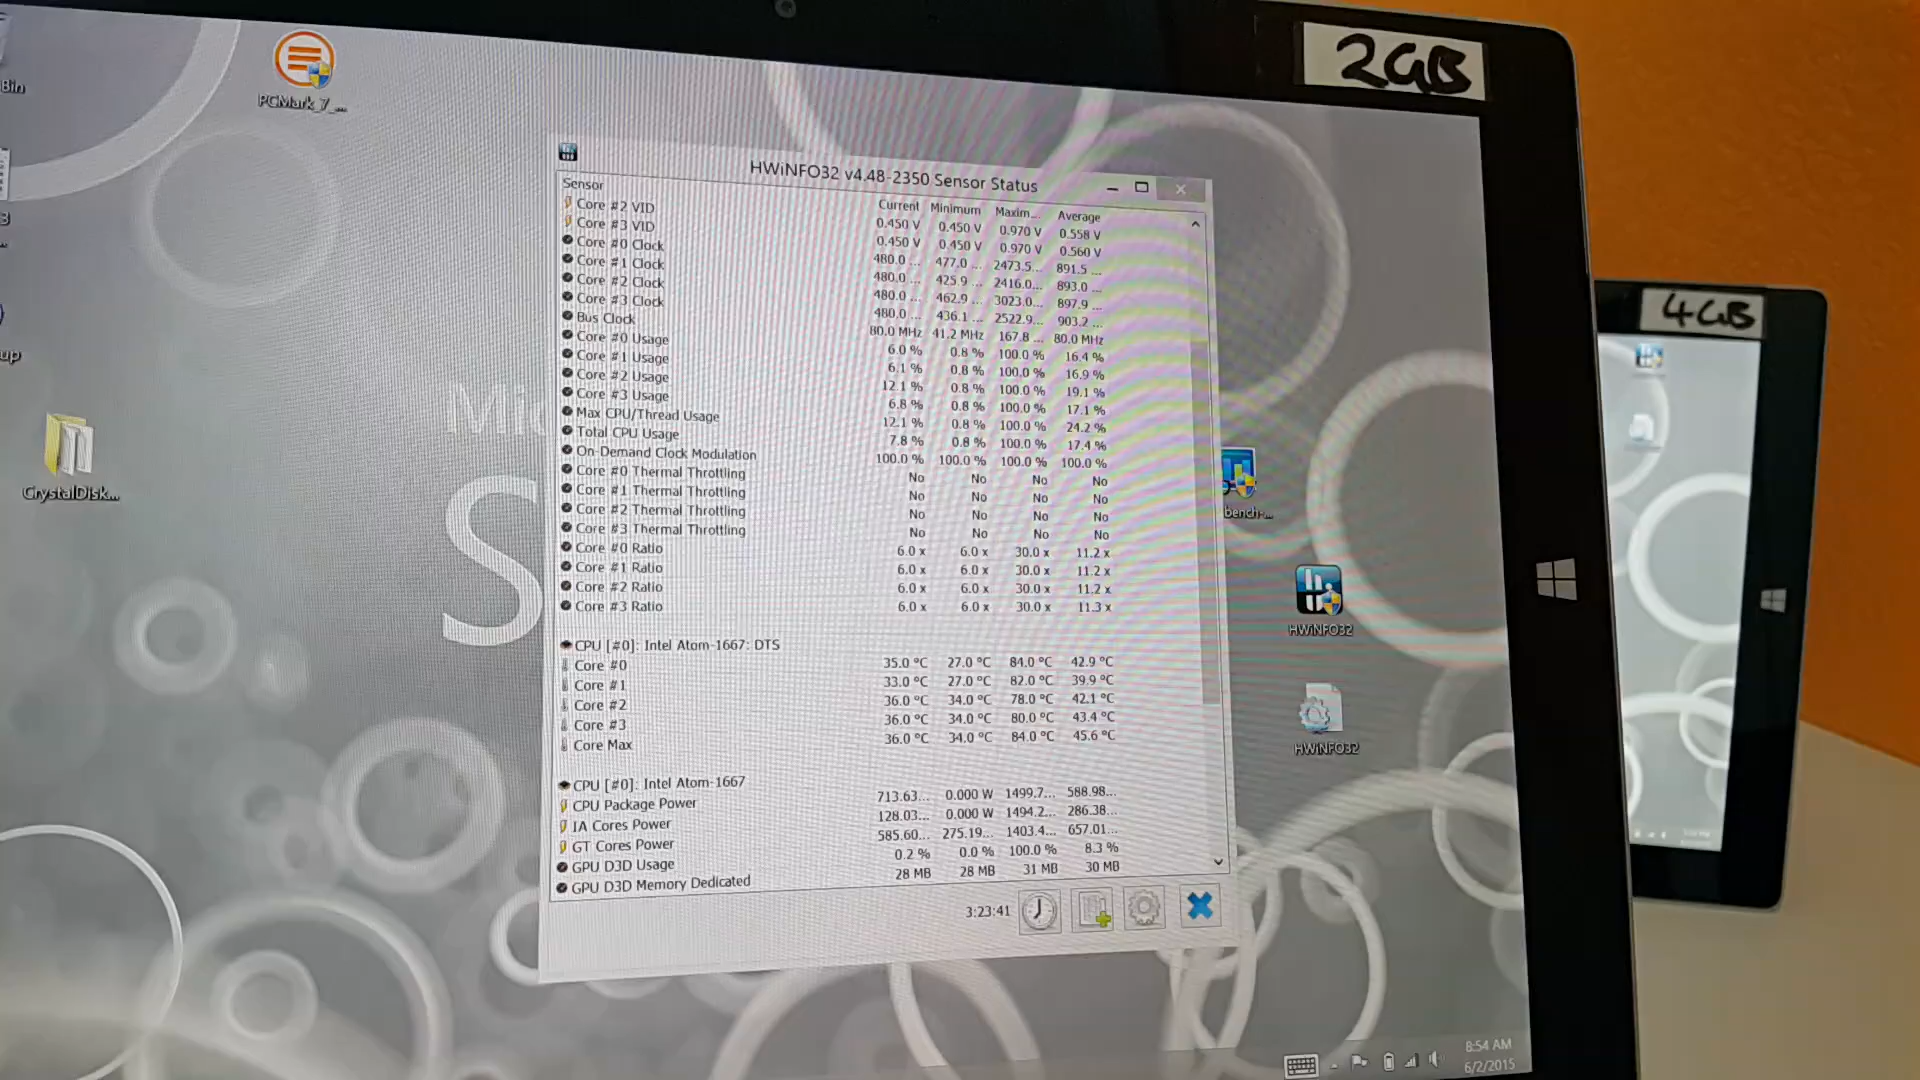 2GB
4GB
Bin
PCMark_7_...
up
CrystalDisk...
Mic
S
HWiNFO32 v4.48-2350 Sensor Status
Sensor Current Minimum Maxim... Average
Core #2 VID 0.450 V 0.450 V 0.970 V 0.558 V
Core #3 VID 0.450 V 0.450 V 0.970 V 0.560 V
Core #0 Clock 480.0 ... 477.0 ... 2473.5... 891.5 ...
Core #1 Clock 480.0 ... 425.9 ... 2416.0... 893.0 ...
Core #2 Clock 480.0 ... 462.9 ... 3023.0... 897.9 ...
Core #3 Clock 480.0 ... 436.1 ... 2522.9... 903.2 ...
Bus Clock 80.0 MHz 41.2 MHz 167.8 ... 80.0 MHz
Core #0 Usage 6.0 % 0.8 % 100.0 % 16.4 %
Core #1 Usage 6.1 % 0.8 % 100.0 % 16.9 %
Core #2 Usage 12.1 % 0.8 % 100.0 % 19.1 %
Core #3 Usage 6.8 % 0.8 % 100.0 % 17.1 %
Max CPU/Thread Usage 12.1 % 0.8 % 100.0 % 24.2 %
Total CPU Usage 7.8 % 0.8 % 100.0 % 17.4 %
On-Demand Clock Modulation 100.0 % 100.0 % 100.0 % 100.0 %
Core #0 Thermal Throttling No No No No
Core #1 Thermal Throttling No No No No
Core #2 Thermal Throttling No No No No
Core #3 Thermal Throttling No No No No
Core #0 Ratio 6.0 x 6.0 x 30.0 x 11.2 x
Core #1 Ratio 6.0 x 6.0 x 30.0 x 11.2 x
Core #2 Ratio 6.0 x 6.0 x 30.0 x 11.2 x
Core #3 Ratio 6.0 x 6.0 x 30.0 x 11.3 x
CPU [#0]: Intel Atom-1667: DTS
Core #0 35.0 °C 27.0 °C 84.0 °C 42.9 °C
Core #1 33.0 °C 27.0 °C 82.0 °C 39.9 °C
Core #2 36.0 °C 34.0 °C 78.0 °C 42.1 °C
Core #3 36.0 °C 34.0 °C 80.0 °C 43.4 °C
Core Max 36.0 °C 34.0 °C 84.0 °C 45.6 °C
CPU [#0]: Intel Atom-1667
CPU Package Power 713.63... 0.000 W 1499.7... 588.98...
IA Cores Power 128.03... 0.000 W 1494.2... 286.38...
GT Cores Power 585.60... 275.19... 1403.4... 657.01...
GPU D3D Usage 0.2 % 0.0 % 100.0 % 8.3 %
GPU D3D Memory Dedicated 28 MB 28 MB 31 MB 30 MB
3:23:41
bench-...
HWiNFO32
HWiNFO32
8:54 AM
6/2/2015